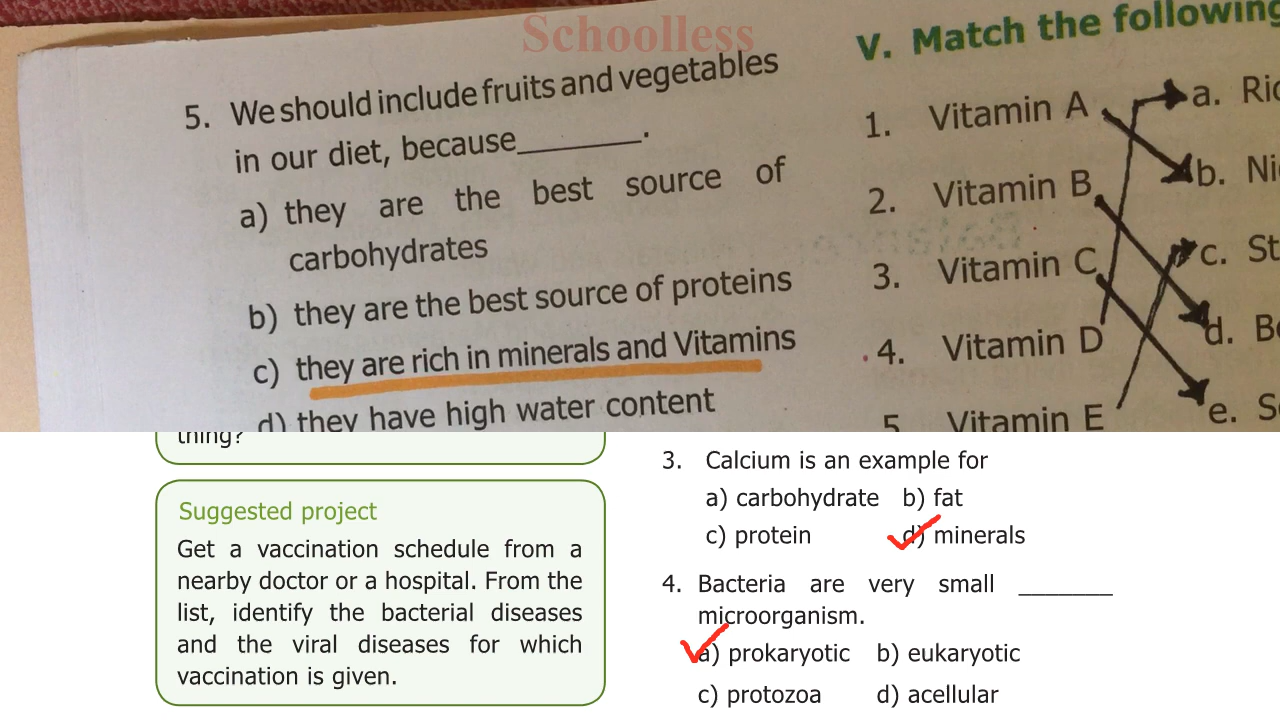 Schoolless
5. We should include fruits and vegetables
in our diet, because_______.
a) they are the best source of
carbohydrates
b) they are the best source of proteins
c) they are rich in minerals and Vitamins
d) they have high water content
V. Match the following
1. Vitamin A
2. Vitamin B
3. Vitamin C
4. Vitamin D
5 Vitamin E
a.
b.
c.
d.
e.
thing?
Suggested project
Get a vaccination schedule from a
nearby doctor or a hospital. From the
list, identify the bacterial diseases
and the viral diseases for which
vaccination is given.
3. Calcium is an example for
a) carbohydrate b) fat
c) protein d) minerals
4. Bacteria are very small _______
microorganism.
a) prokaryotic b) eukaryotic
c) protozoa d) acellular